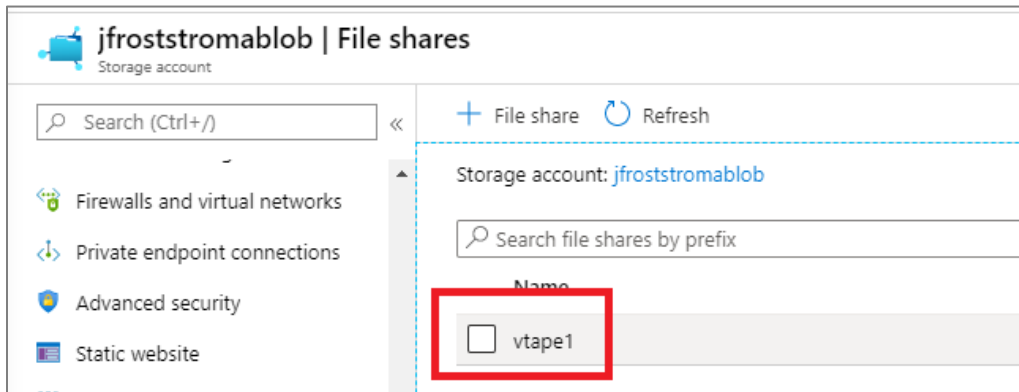 jfroststromablob | File shares
Storage account
Search (Ctrl+/)
«
Firewalls and virtual networks
Private endpoint connections
Advanced security
Static website
File share
Refresh
Storage account: jfroststromablob
Search file shares by prefix
Name
vtape1